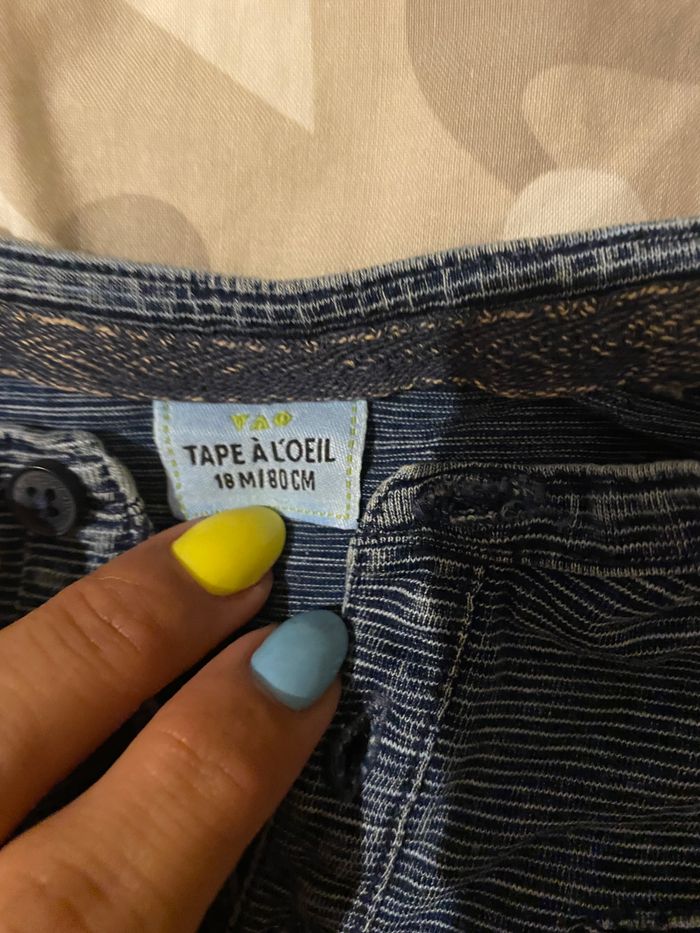 TAO
TAPE À L'OEIL
18 M/80 CM